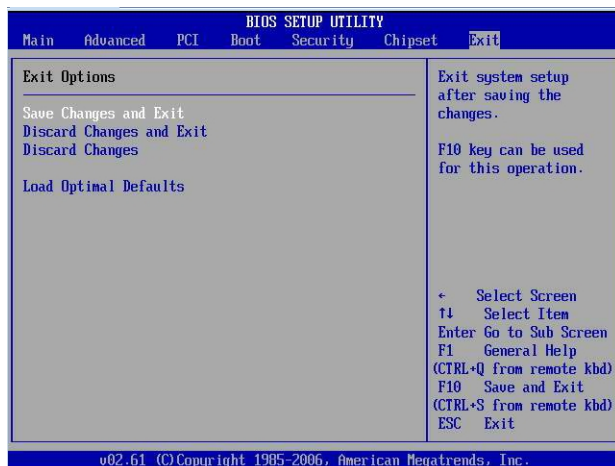 BIOS SETUP UTILITY
Main Advanced PCI Boot Security Chipset Exit
Exit Options
Save Changes and Exit
Discard Changes and Exit
Discard Changes
Load Optimal Defaults
Exit system setup
after saving the
changes.
F10 key can be used
for this operation.
← Select Screen
↑↓ Select Item
Enter Go to Sub Screen
F1 General Help
(CTRL+Q from remote kbd)
F10 Save and Exit
(CTRL+S from remote kbd)
ESC Exit
v02.61 (C)Copyright 1985-2006, American Megatrends, Inc.